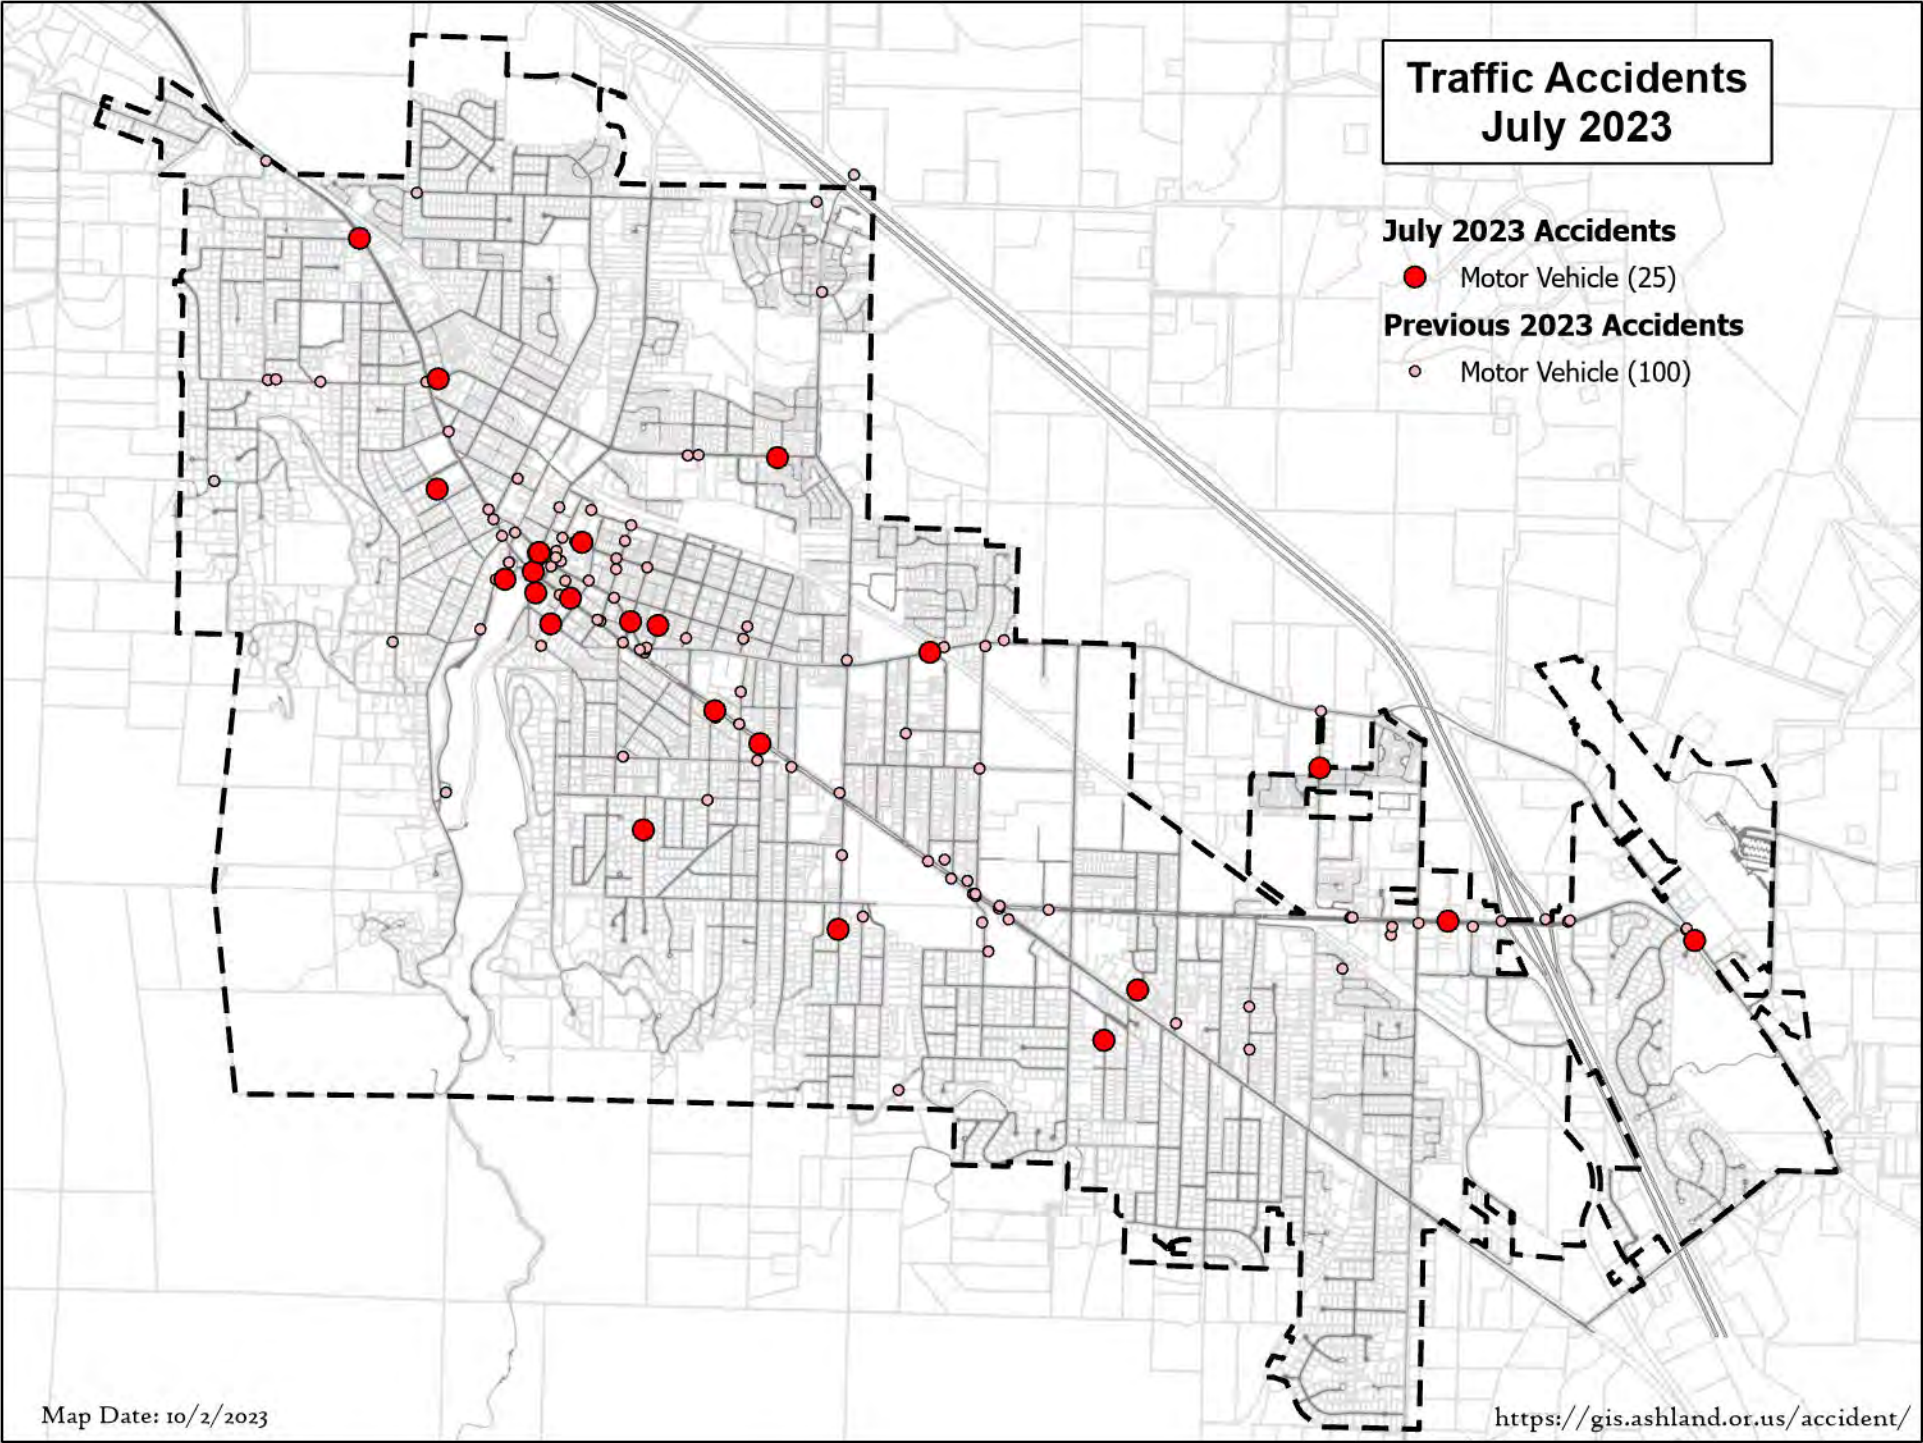 Traffic Accidents
July 2023
July 2023 Accidents
Motor Vehicle (25)
Previous 2023 Accidents
Motor Vehicle (100)
Map Date: 10/2/2023
https://gis.ashland.or.us/accident/